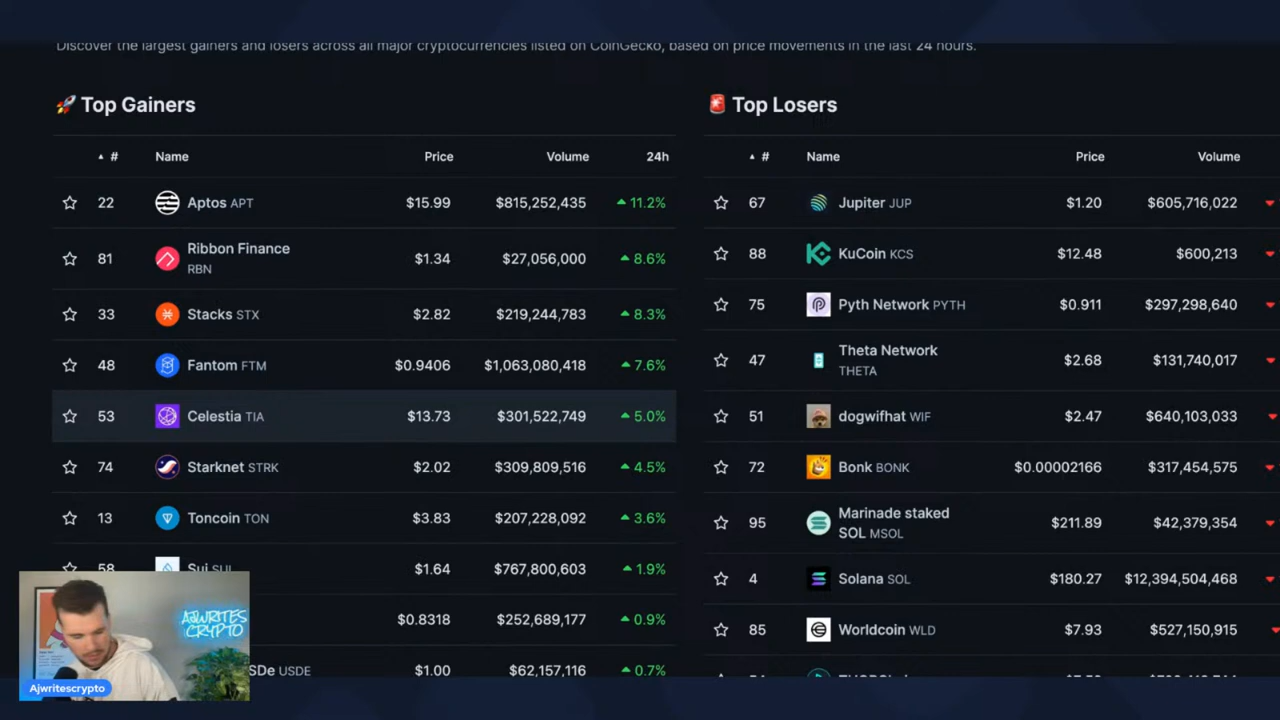 Discover the largest gainers and losers across all major cryptocurrencies listed on CoinGecko, based on price movements in the last 24 hours.
Top Gainers
# Name Price Volume 24h
22 Aptos APT $15.99 $815,252,435 11.2%
81 Ribbon Finance RBN $1.34 $27,056,000 8.6%
33 Stacks STX $2.82 $219,244,783 8.3%
48 Fantom FTM $0.9406 $1,063,080,418 7.6%
53 Celestia TIA $13.73 $301,522,749 5.0%
74 Starknet STRK $2.02 $309,809,516 4.5%
13 Toncoin TON $3.83 $207,228,092 3.6%
58 Sui SUI $1.64 $767,800,603 1.9%
$0.8318 $252,689,177 0.9%
USDE $1.00 $62,157,116 0.7%
Top Losers
# Name Price Volume
67 Jupiter JUP $1.20 $605,716,022
88 KuCoin KCS $12.48 $600,213
75 Pyth Network PYTH $0.911 $297,298,640
47 Theta Network THETA $2.68 $131,740,017
51 dogwifhat WIF $2.47 $640,103,033
72 Bonk BONK $0.00002166 $317,454,575
95 Marinade staked SOL MSOL $211.89 $42,379,354
4 Solana SOL $180.27 $12,394,504,468
85 Worldcoin WLD $7.93 $527,150,915
AJWRITES
CRYPTO
Ajwritescrypto